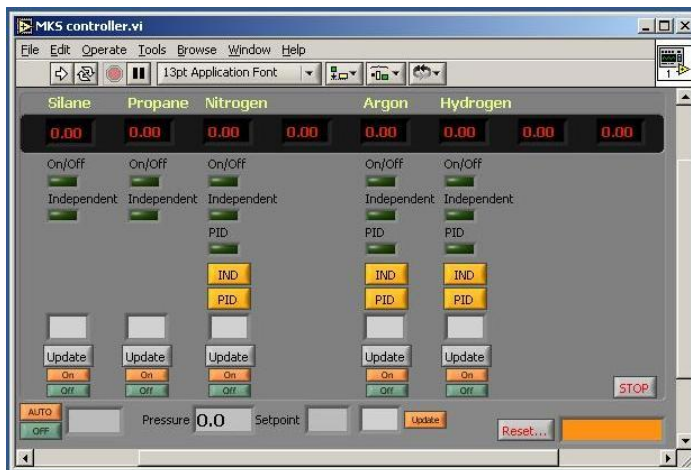 MKS controller.vi
File Edit Operate Tools Browse Window Help
13pt Application Font
1
Silane Propane Nitrogen Argon Hydrogen
0.00 0.00 0.00 0.00 0.00 0.00 0.00 0.00
On/Off On/Off On/Off On/Off On/Off
Independent Independent Independent Independent Independent
PID PID PID
IND IND IND
PID PID PID
Update Update Update Update Update
On On On On On
Off Off Off Off Off
STOP
AUTO
OFF
Pressure 0.0 Setpoint Update
Reset...